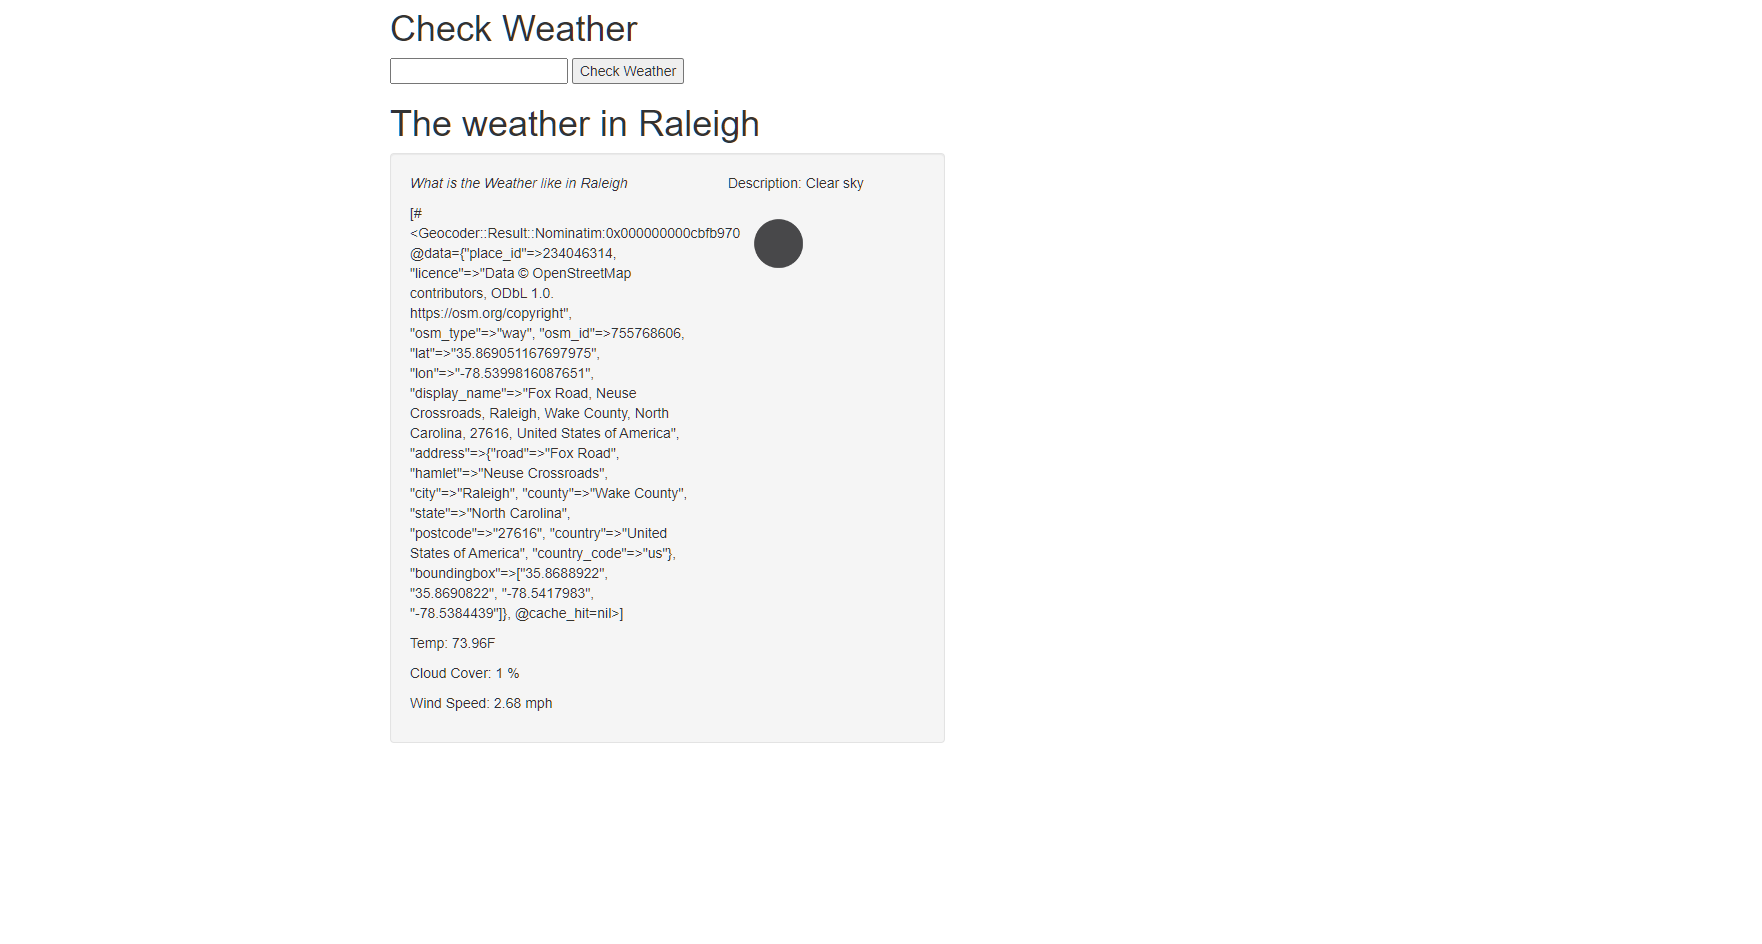 Check Weather
Check Weather
The weather in Raleigh
What is the Weather like in Raleigh
Description: Clear sky
[#
<Geocoder::Result::Nominatim:0x000000000cbfb970
@data={"place_id"=>234046314,
"licence"=>"Data © OpenStreetMap
contributors, ODbL 1.0.
https://osm.org/copyright",
"osm_type"=>"way", "osm_id"=>755768606,
"lat"=>"35.869051167697975",
"lon"=>"-78.5399816087651",
"display_name"=>"Fox Road, Neuse
Crossroads, Raleigh, Wake County, North
Carolina, 27616, United States of America",
"address"=>{"road"=>"Fox Road",
"hamlet"=>"Neuse Crossroads",
"city"=>"Raleigh", "county"=>"Wake County",
"state"=>"North Carolina",
"postcode"=>"27616", "country"=>"United
States of America", "country_code"=>"us"},
"boundingbox"=>["35.8688922",
"35.8690822", "-78.5417983",
"-78.5384439"]}, @cache_hit=nil>]
Temp: 73.96F
Cloud Cover: 1 %
Wind Speed: 2.68 mph